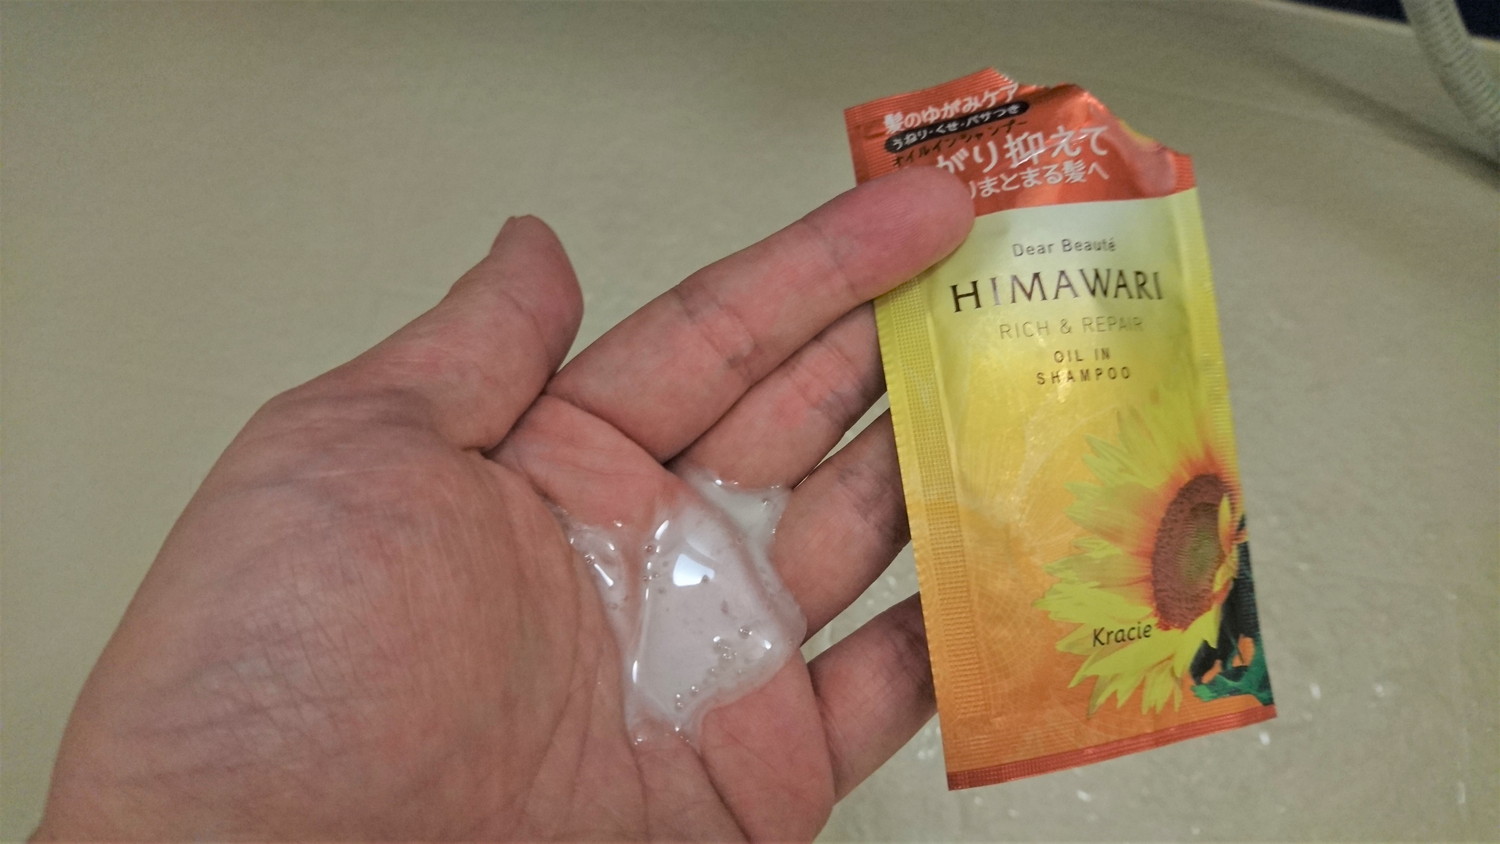 髪のゆがみケア
うねり・くせ・パサつき
オイルインシャンプー
がり抑えて
まとまる髪へ
Dear Beauté
HIMAWARI
RICH & REPAIR
OIL IN
SHAMPOO
Kracie